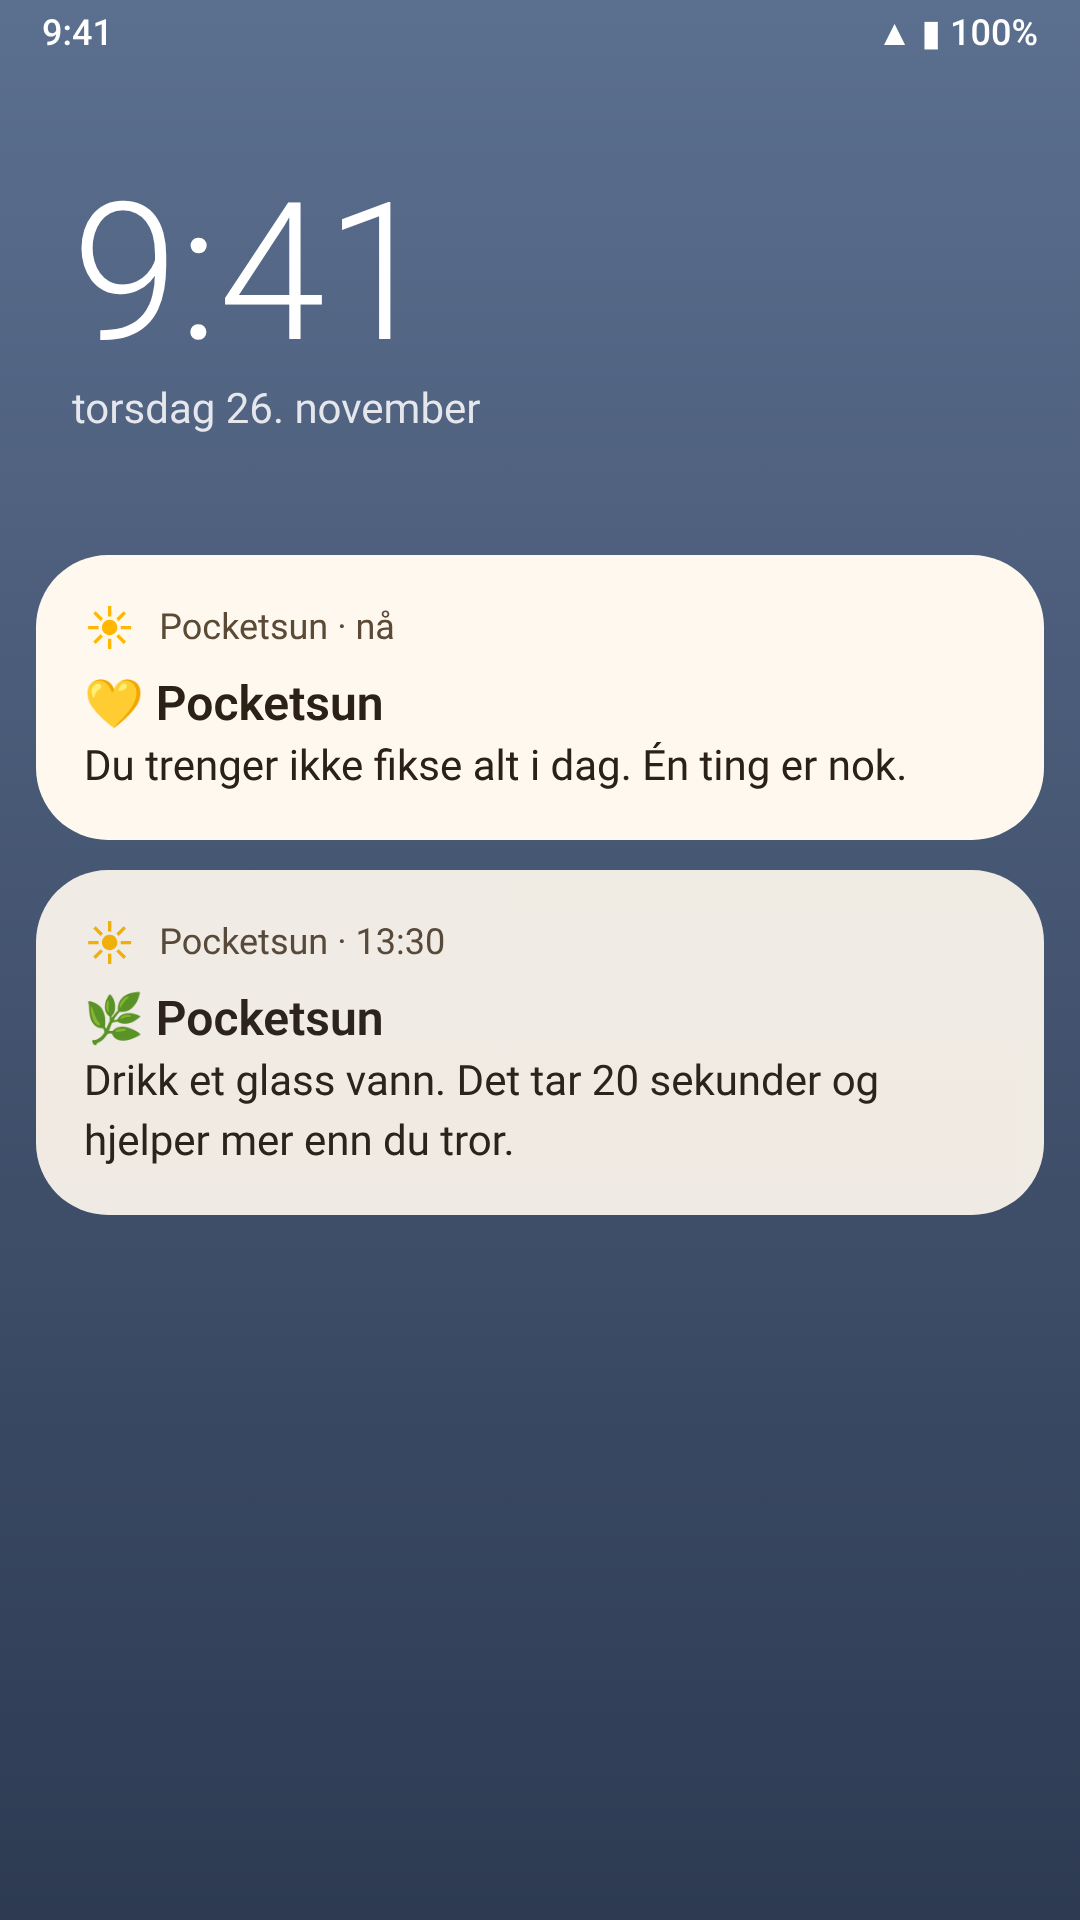 9:41 100%
9:41
torsdag 26. november
Pocketsun · nå
💛 Pocketsun
Du trenger ikke fikse alt i dag. Én ting er nok.
Pocketsun · 13:30
🌿 Pocketsun
Drikk et glass vann. Det tar 20 sekunder og
hjelper mer enn du tror.